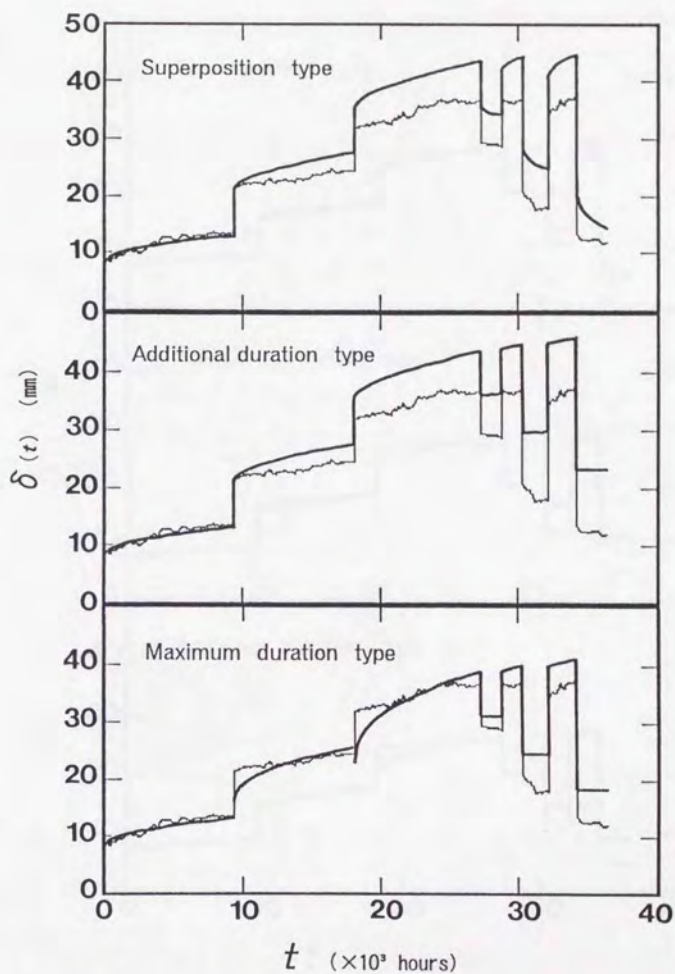 50
40
30
20
10
0
Superposition type
40
30
20
10
0
Additional duration type
40
30
20
10
0
Maximum duration type
δ(t) (mm)
0 10 20 30 40
t (×10³ hours)